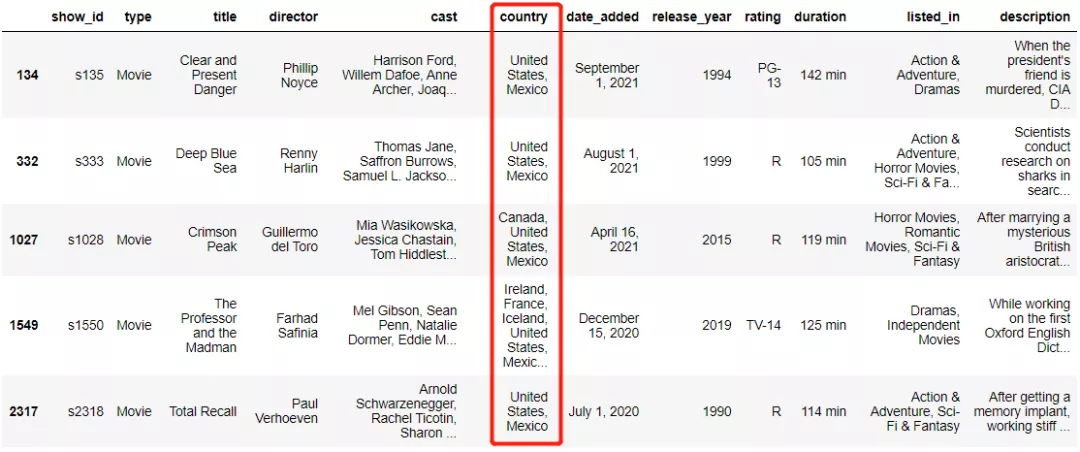 show_id type title director cast country date_added release_year rating duration listed_in description
134 s135 Movie Clear and Present Danger Phillip Noyce Harrison Ford, Willem Dafoe, Anne Archer, Joaq... United States, Mexico September 1, 2021 1994 PG-13 142 min Action & Adventure, Dramas When the president's friend is murdered, CIA D...
332 s333 Movie Deep Blue Sea Renny Harlin Thomas Jane, Saffron Burrows, Samuel L. Jackso... United States, Mexico August 1, 2021 1999 R 105 min Action & Adventure, Horror Movies, Sci-Fi & Fa... Scientists conduct research on sharks in searc...
1027 s1028 Movie Crimson Peak Guillermo del Toro Mia Wasikowska, Jessica Chastain, Tom Hiddlest... Canada, United States, Mexico April 16, 2021 2015 R 119 min Horror Movies, Romantic Movies, Sci-Fi & Fantasy After marrying a mysterious British aristocrat...
1549 s1550 Movie The Professor and the Madman Farhad Safinia Mel Gibson, Sean Penn, Natalie Dormer, Eddie M... Ireland, France, Iceland, United States, Mexic... December 15, 2020 2019 TV-14 125 min Dramas, Independent Movies While working on the first Oxford English Dict...
2317 s2318 Movie Total Recall Paul Verhoeven Arnold Schwarzenegger, Rachel Ticotin, Sharon ... United States, Mexico July 1, 2020 1990 R 114 min Action & Adventure, Sci-Fi & Fantasy After getting a memory implant, working stiff ...